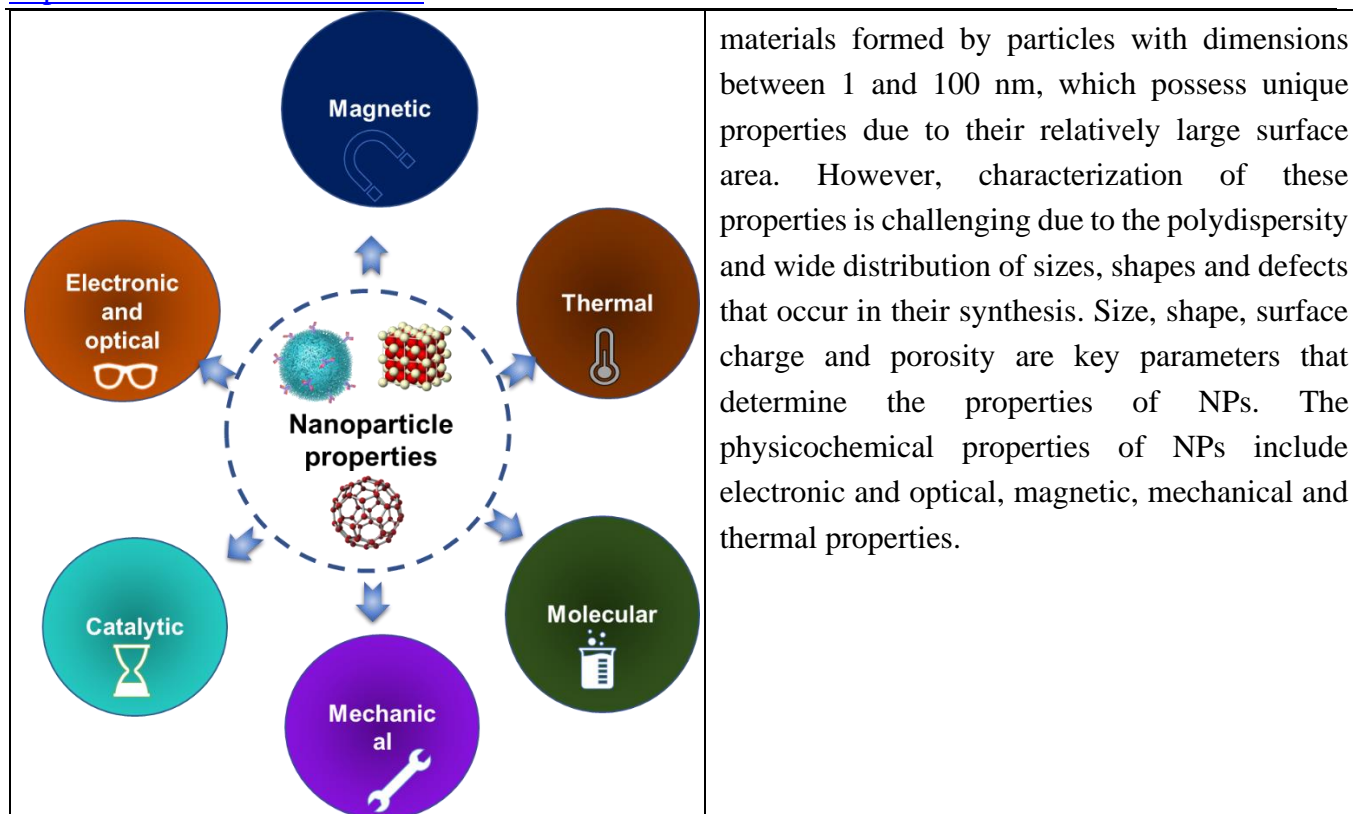 Magnetic
Electronic
and
optical
Thermal
Nanoparticle
properties
Catalytic
Molecular
Mechanic
al
materials formed by particles with dimensions
between 1 and 100 nm, which possess unique
properties due to their relatively large surface
area. However, characterization of these
properties is challenging due to the polydispersity
and wide distribution of sizes, shapes and defects
that occur in their synthesis. Size, shape, surface
charge and porosity are key parameters that
determine the properties of NPs. The
physicochemical properties of NPs include
electronic and optical, magnetic, mechanical and
thermal properties.